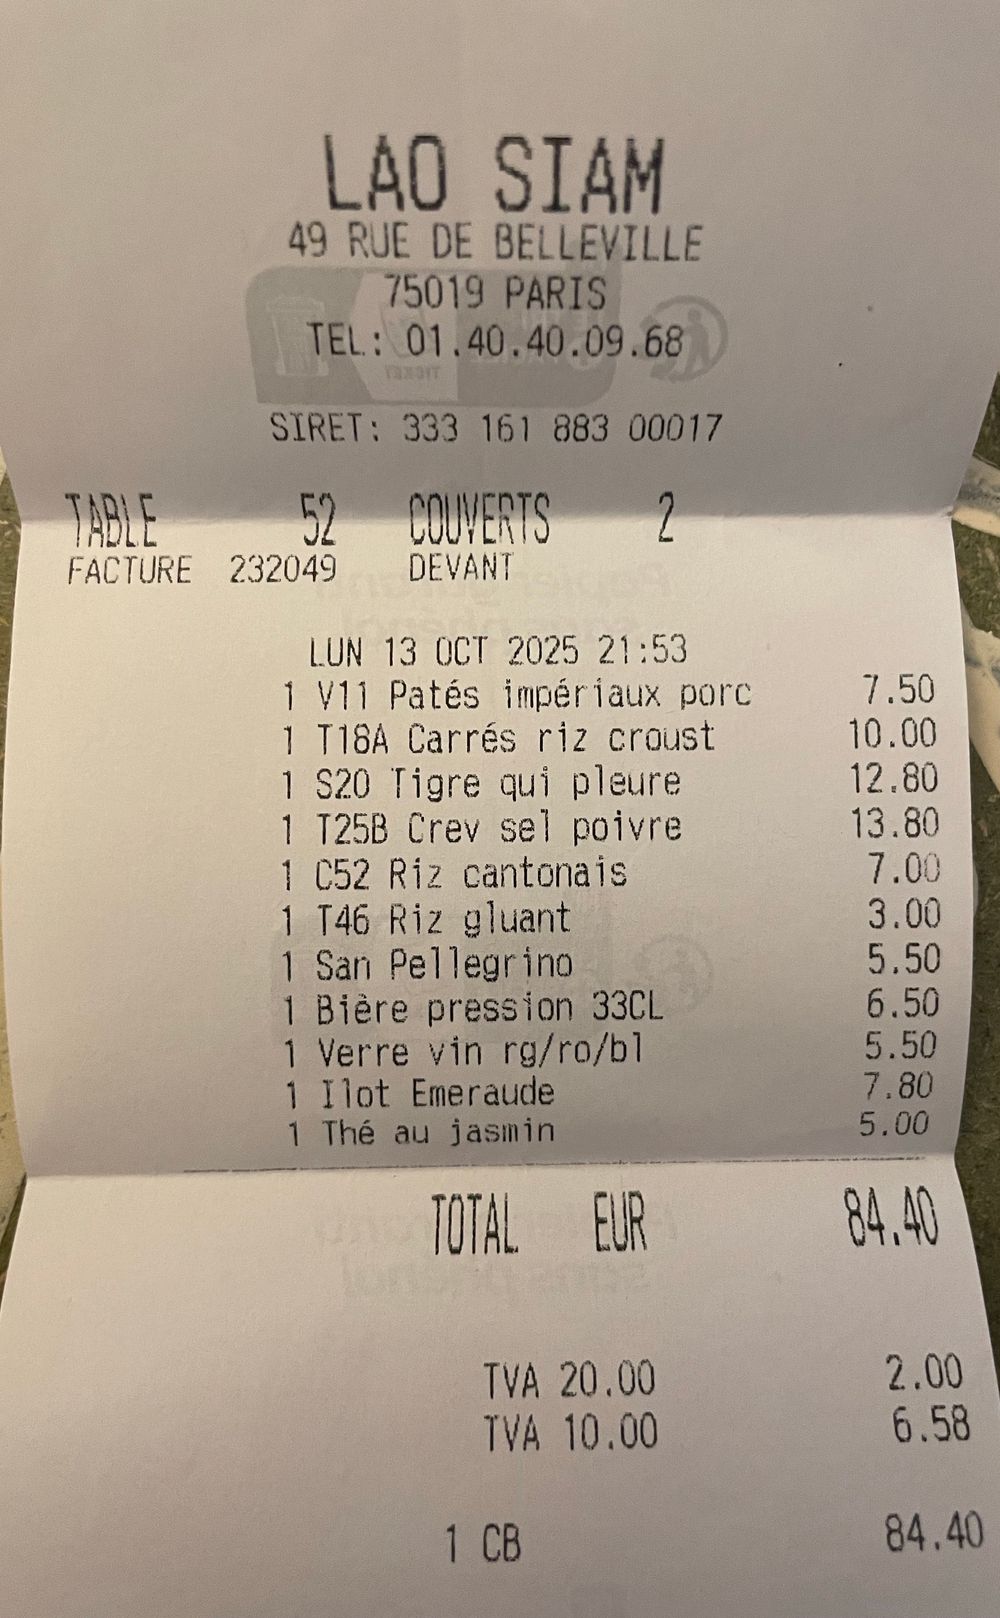 LAO SIAM
49 RUE DE BELLEVILLE
75019 PARIS
TEL: 01.40.40.09.68
SIRET: 333 161 883 00017
TABLE 52 COUVERTS 2
FACTURE 232049 DEVANT
LUN 13 OCT 2025 21:53
1 V11 Patés impériaux porc 7.50
1 T18A Carrés riz croust 10.00
1 S20 Tigre qui pleure 12.80
1 T25B Crev sel poivre 13.80
1 C52 Riz cantonais 7.00
1 T46 Riz gluant 3.00
1 San Pellegrino 5.50
1 Bière pression 33CL 6.50
1 Verre vin rg/ro/bl 5.50
1 Ilot Emeraude 7.80
1 Thé au jasmin 5.00
TOTAL EUR 84.40
TVA 20.00 2.00
TVA 10.00 6.58
1 CB 84.40